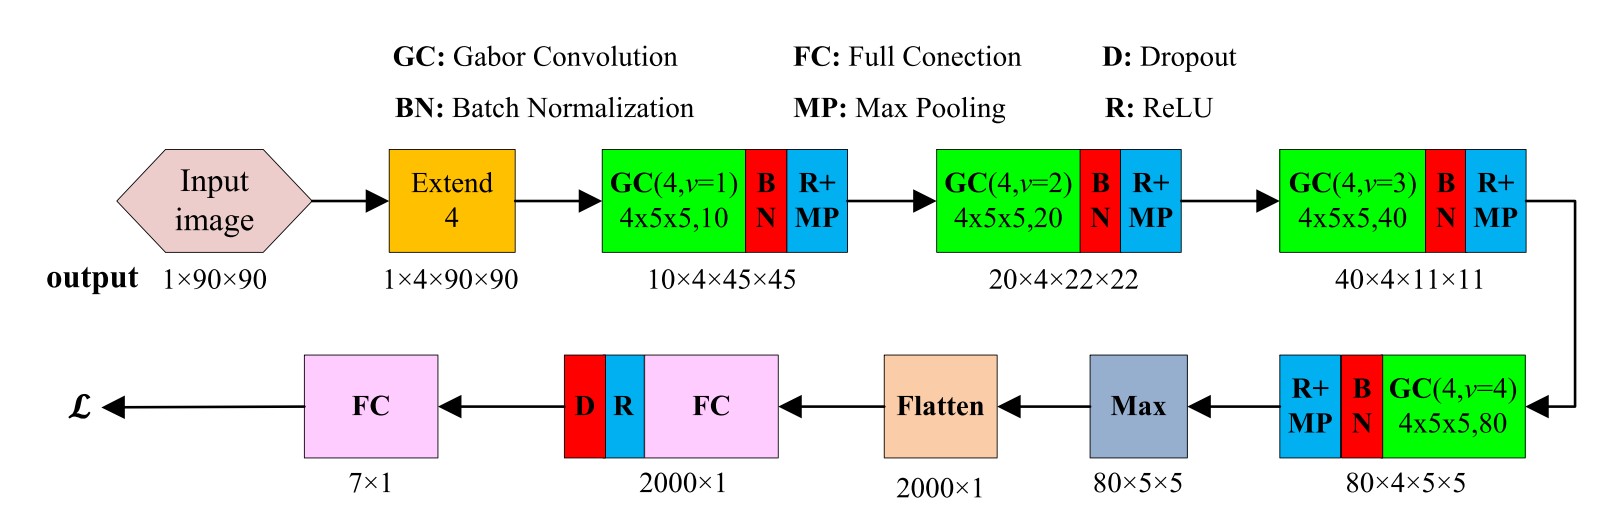 GC: Gabor Convolution FC: Full Conection D: Dropout
BN: Batch Normalization MP: Max Pooling R: ReLU
Input
image
Extend
4
GC(4,v=1)
4x5x5,10
B
N
R+
MP
GC(4,v=2)
4x5x5,20
B
N
R+
MP
GC(4,v=3)
4x5x5,40
B
N
R+
MP
output 1×90×90 1×4×90×90 10×4×45×45 20×4×22×22 40×4×11×11
ℒ
FC
D
R
FC
Flatten
Max
R+
MP
B
N
GC(4,v=4)
4x5x5,80
7×1 2000×1 2000×1 80×5×5 80×4×5×5